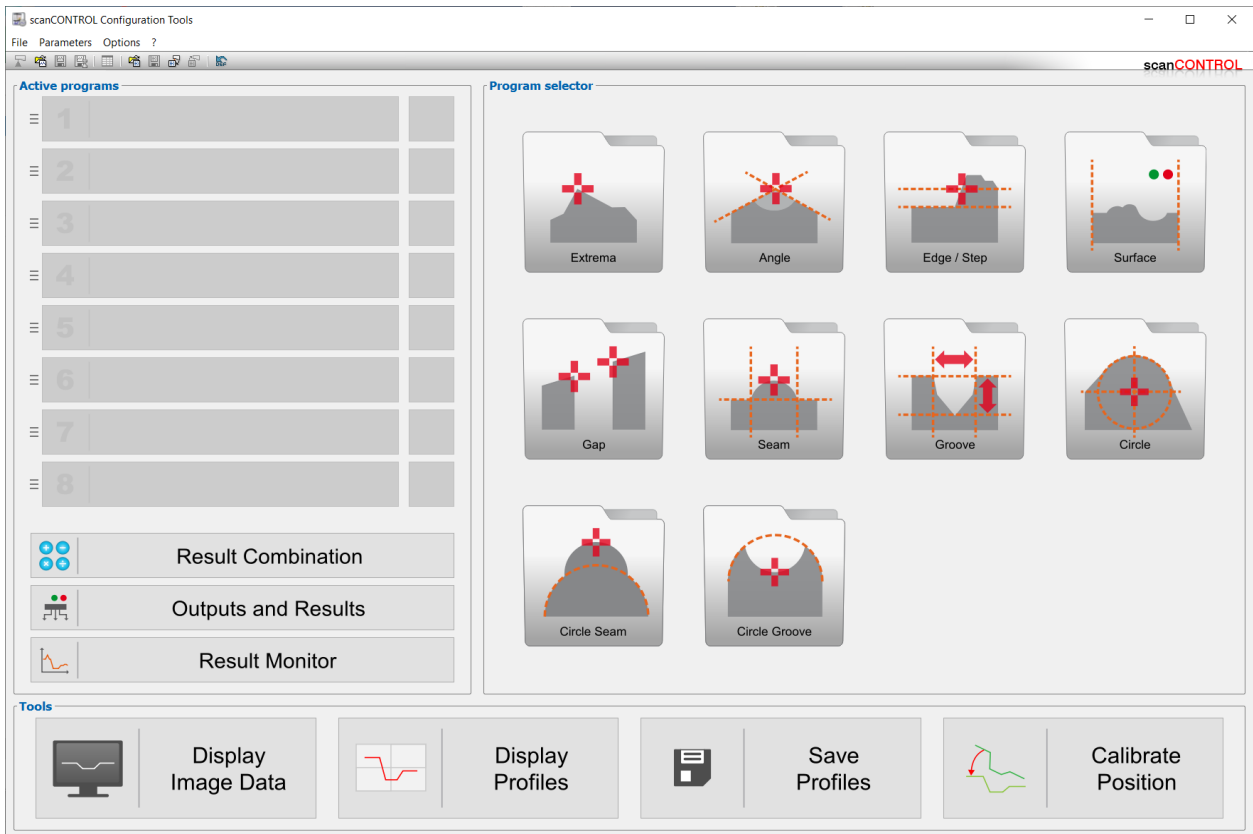 scanCONTROL Configuration Tools
File Parameters Options ?
scanCONTROL
Active programs
1
2
3
4
5
6
7
8
Result Combination
Outputs and Results
Result Monitor
Program selector
Extrema
Angle
Edge / Step
Surface
Gap
Seam
Groove
Circle
Circle Seam
Circle Groove
Tools
Display
Image Data
Display
Profiles
Save
Profiles
Calibrate
Position